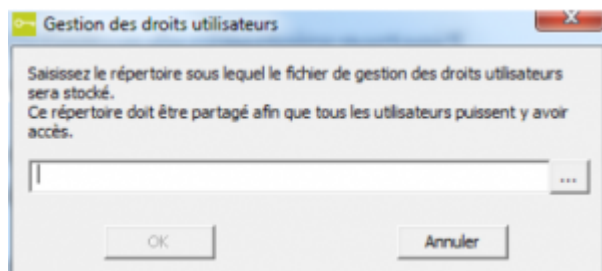 Gestion des droits utilisateurs
Saisissez le répertoire sous lequel le fichier de gestion des droits utilisateurs
sera stocké.
Ce répertoire doit être partagé afin que tous les utilisateurs puissent y avoir
accès.
...
OK
Annuler